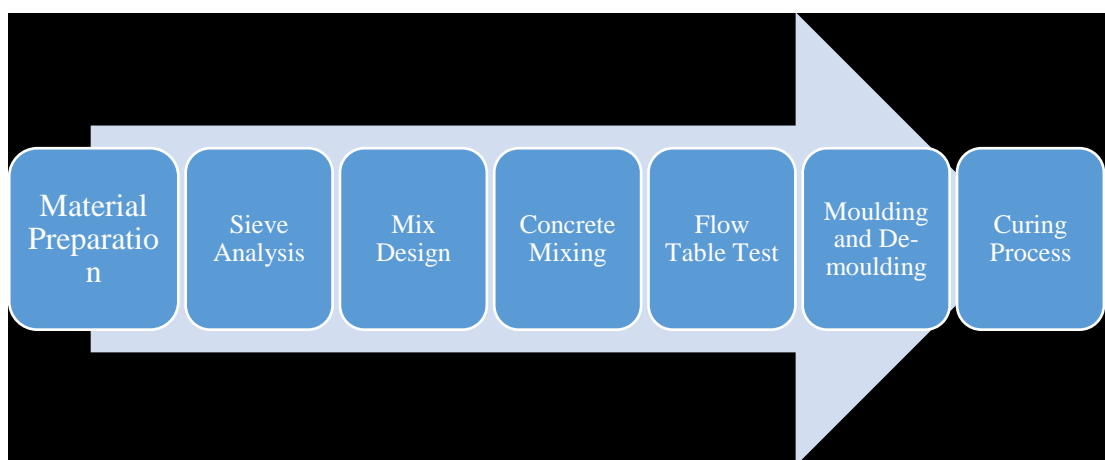 Material
Preparatio
n
Sieve
Analysis
Mix
Design
Concrete
Mixing
Flow
Table Test
Moulding
and De-
moulding
Curing
Process